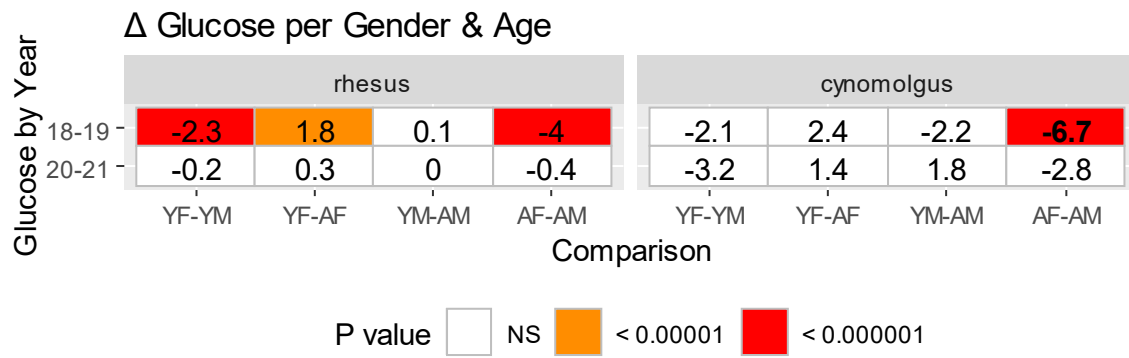 Δ Glucose per Gender & Age
Glucose by Year
rhesus cynomolgus
18-19 -2.3 1.8 0.1 -4 -2.1 2.4 -2.2 -6.7
20-21 -0.2 0.3 0 -0.4 -3.2 1.4 1.8 -2.8
YF-YM YF-AF YM-AM AF-AM YF-YM YF-AF YM-AM AF-AM
Comparison
P value NS < 0.00001 < 0.000001